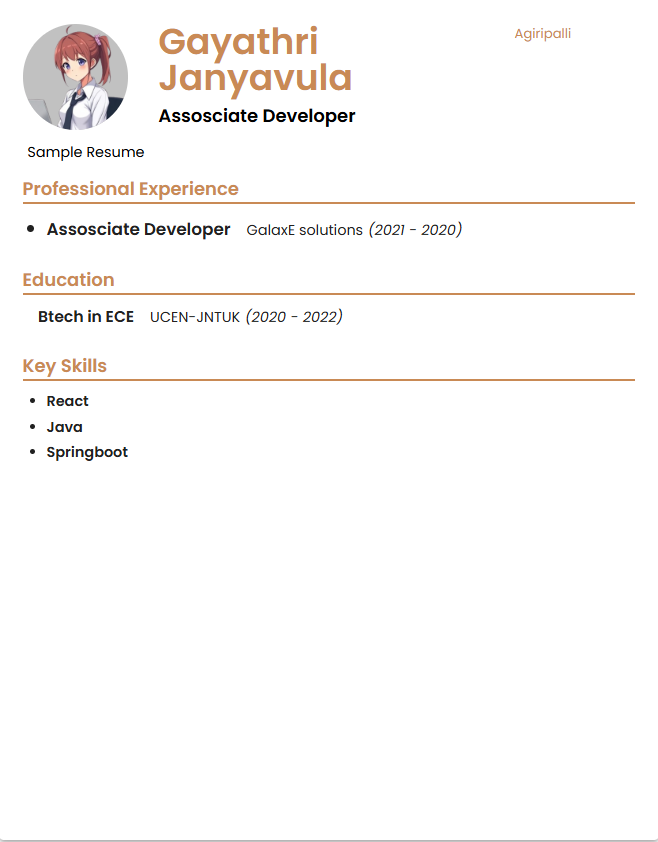 Gayathri
Janyavula
Agiripalli
Assosciate Developer
Sample Resume
Professional Experience
Assosciate Developer GalaxE solutions (2021 - 2020)
Education
Btech in ECE UCEN-JNTUK (2020 - 2022)
Key Skills
React
Java
Springboot